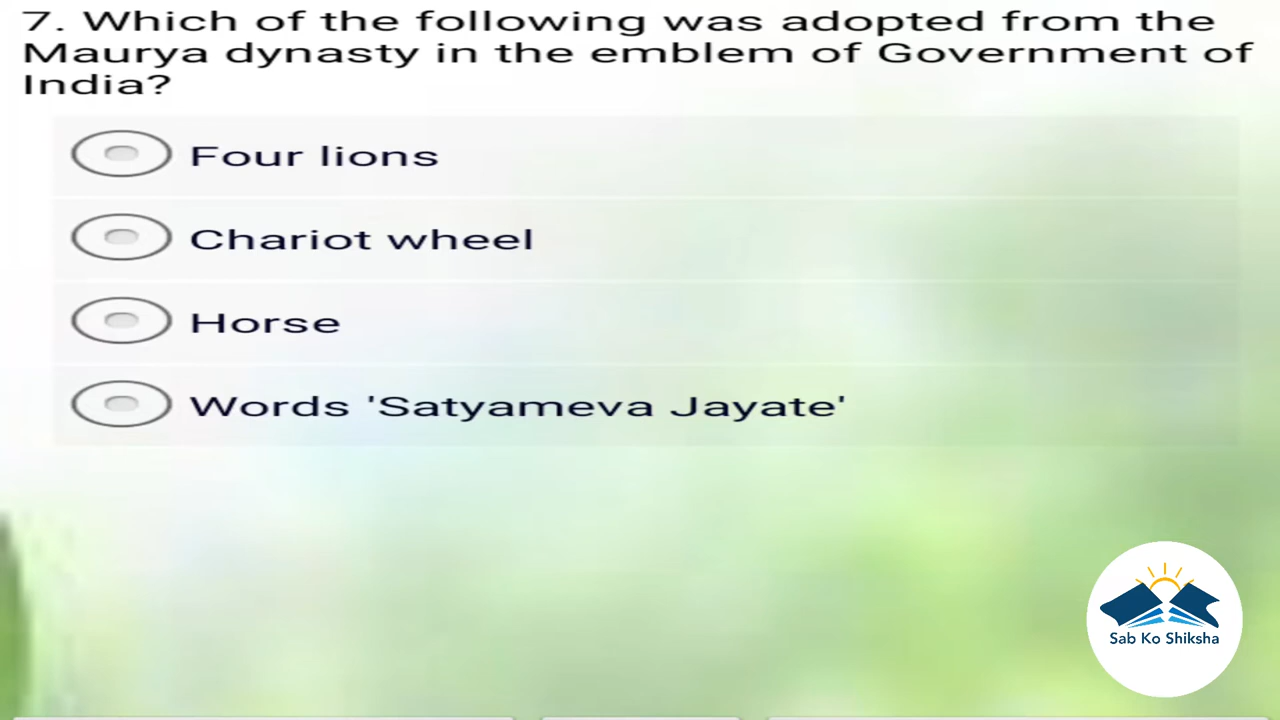 7. Which of the following was adopted from the
Maurya dynasty in the emblem of Government of
India?
Four lions
Chariot wheel
Horse
Words 'Satyameva Jayate'
Sab Ko Shiksha